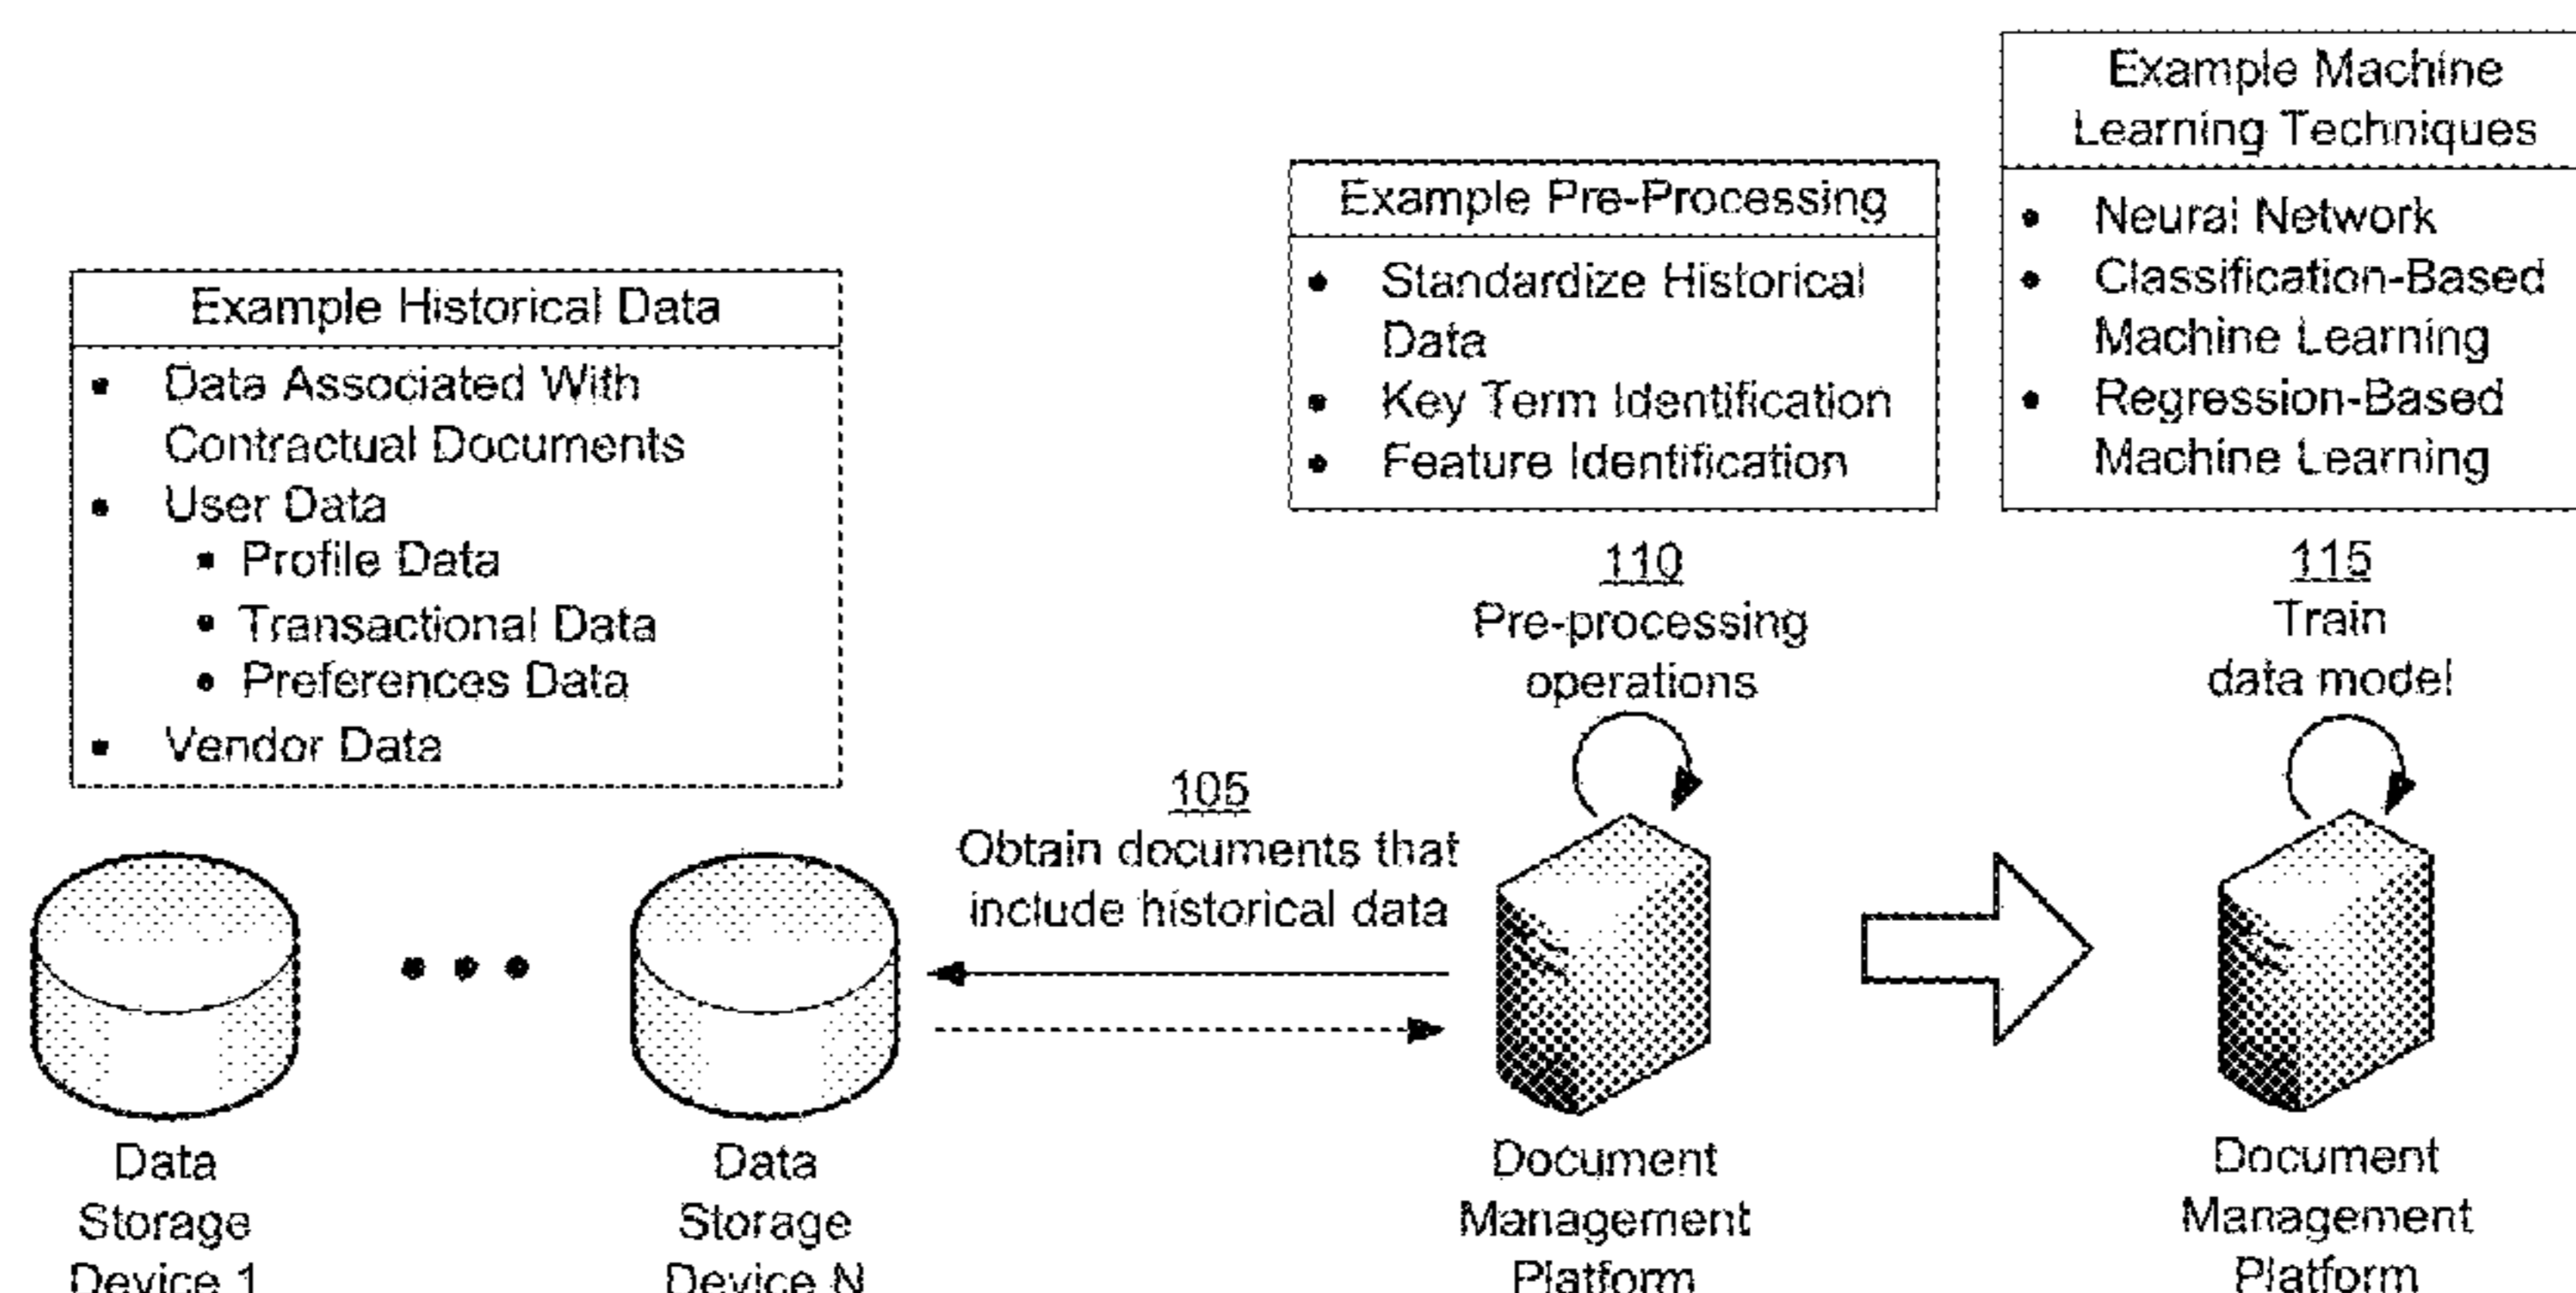 Example Historical Data
• Data Associated With
Contractual Documents
• User Data
• Profile Data
• Transactional Data
• Preferences Data
• Vendor Data
Example Pre-Processing
• Standardize Historical
Data
• Key Term Identification
• Feature Identification
Example Machine
Learning Techniques
• Neural Network
• Classification-Based
Machine Learning
• Regression-Based
Machine Learning
105
Obtain documents that
include historical data
110
Pre-processing
operations
115
Train
data model
Data
Storage
Device 1
Data
Storage
Device N
Document
Management
Platform
Document
Management
Platform